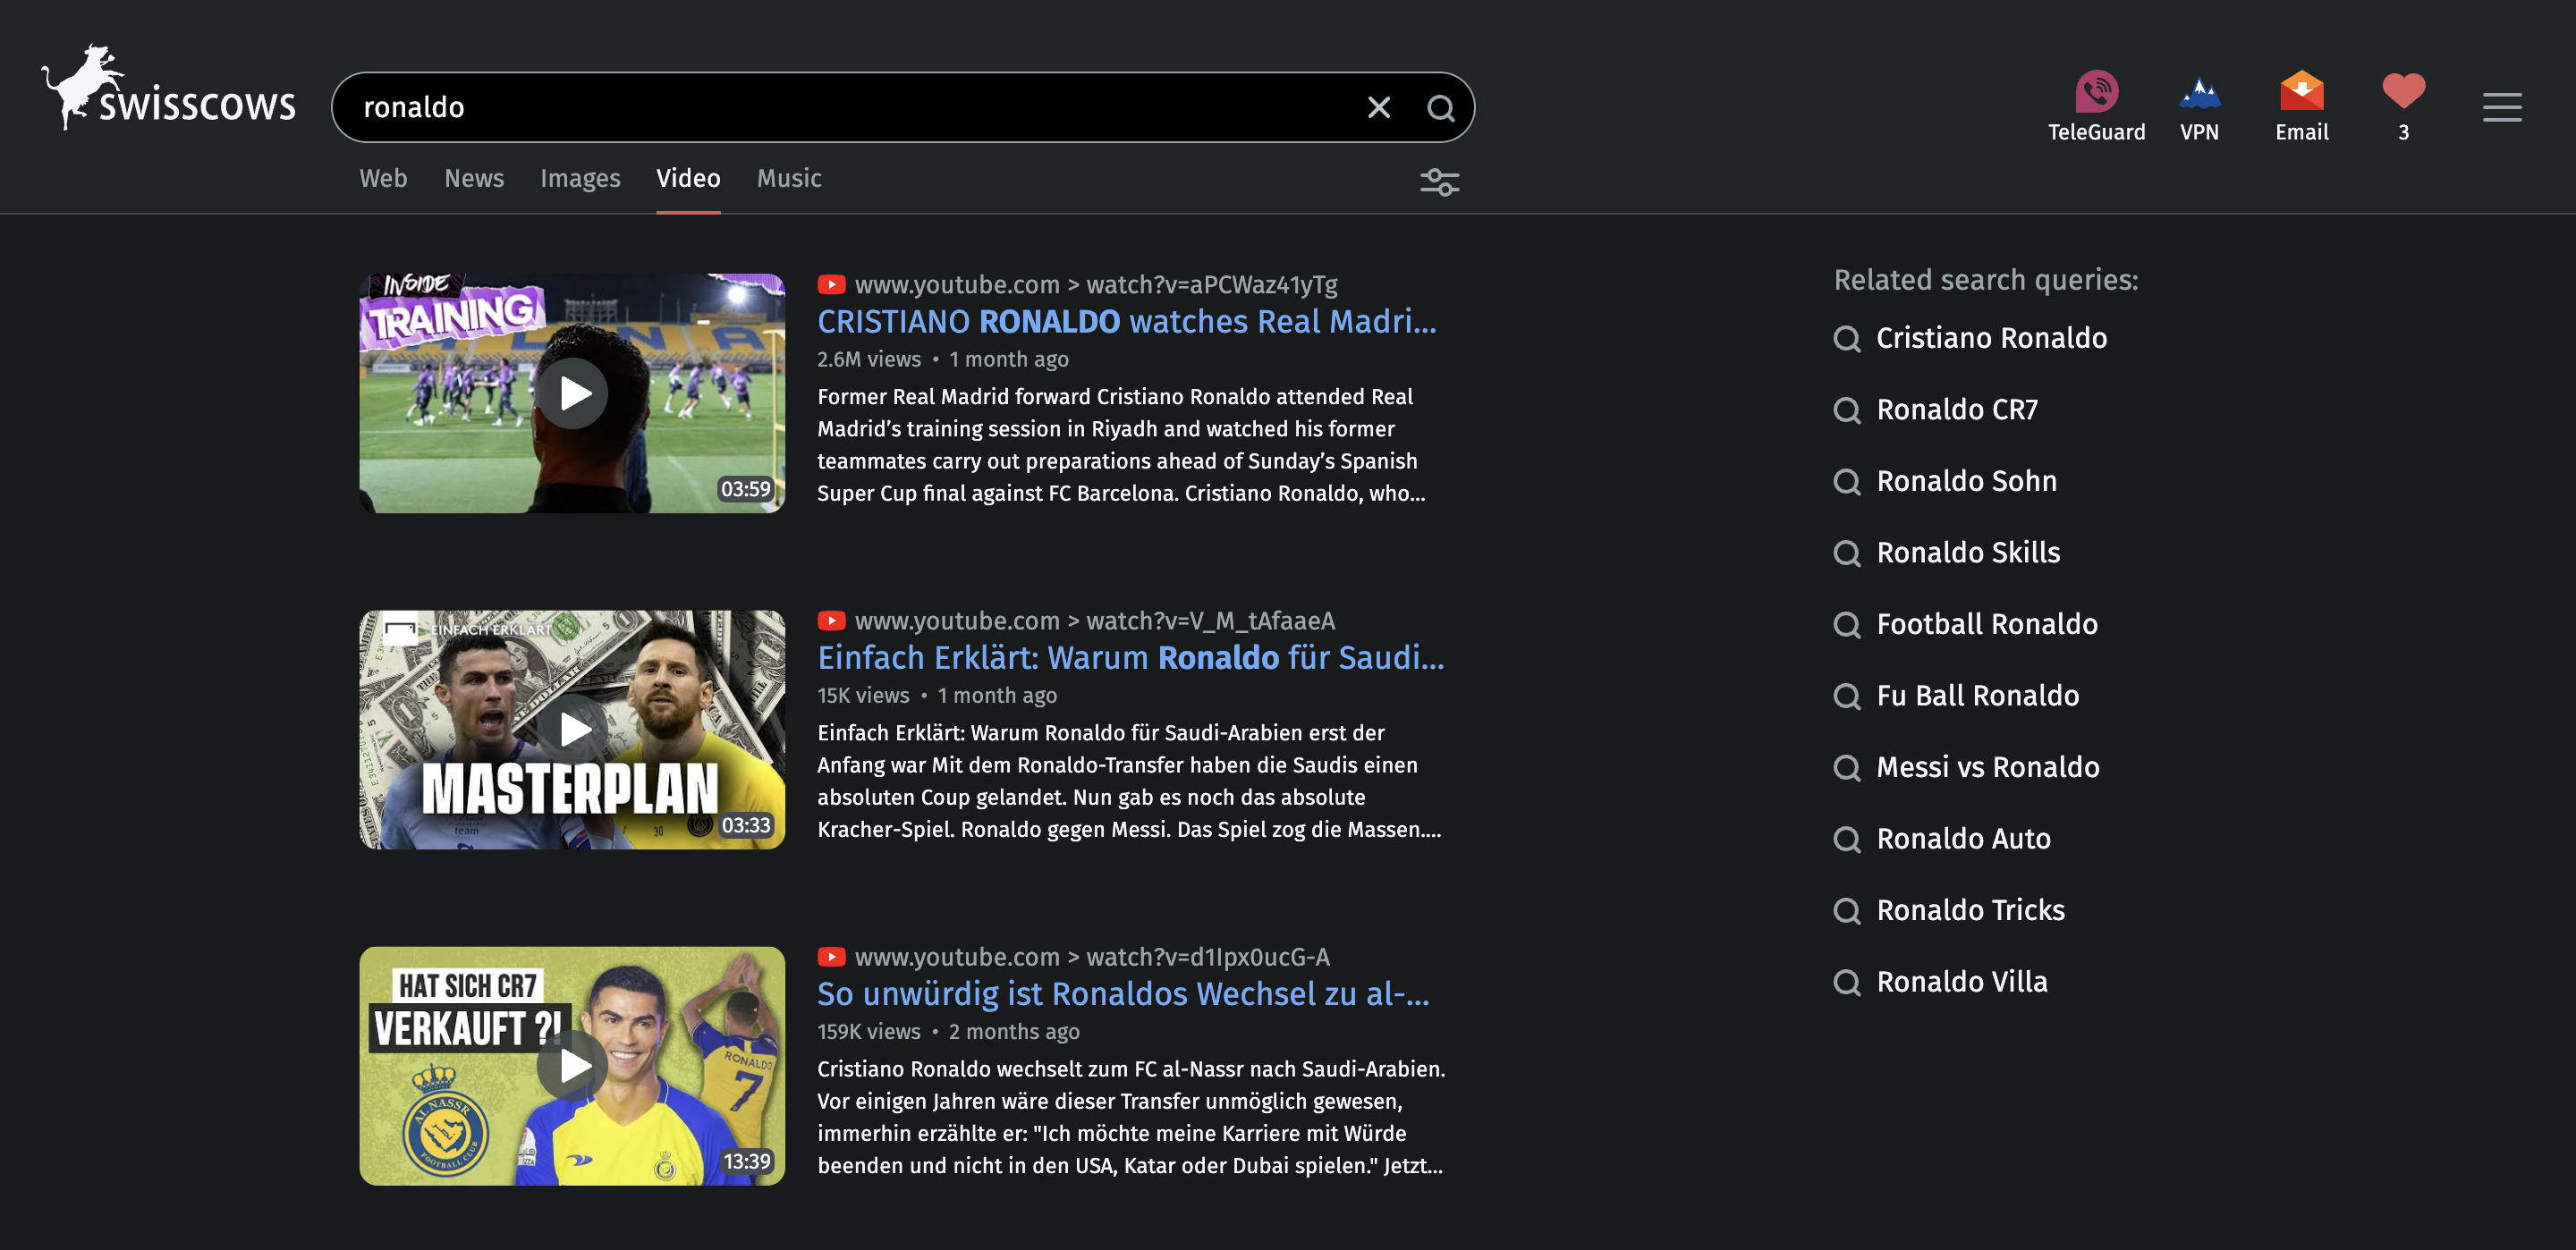 swisscows
ronaldo
TeleGuard
VPN
Email
3
Web
News
Images
Video
Music
INSIDE
TRAINING
03:59
www.youtube.com > watch?v=aPCWaz41yTg
CRISTIANO RONALDO watches Real Madri...
2.6M views • 1 month ago
Former Real Madrid forward Cristiano Ronaldo attended Real
Madrid’s training session in Riyadh and watched his former
teammates carry out preparations ahead of Sunday’s Spanish
Super Cup final against FC Barcelona. Cristiano Ronaldo, who...
EINFACH ERKLÄRT
MASTERPLAN
team
30
03:33
www.youtube.com > watch?v=V_M_tAfaaeA
Einfach Erklärt: Warum Ronaldo für Saudi...
15K views • 1 month ago
Einfach Erklärt: Warum Ronaldo für Saudi-Arabien erst der
Anfang war Mit dem Ronaldo-Transfer haben die Saudis einen
absoluten Coup gelandet. Nun gab es noch das absolute
Kracher-Spiel. Ronaldo gegen Messi. Das Spiel zog die Massen....
HAT SICH CR7
VERKAUFT ?!
RONALDO
7
AL NASSR
FOOTBALL CLUB
13:39
www.youtube.com > watch?v=d1Ipx0ucG-A
So unwürdig ist Ronaldos Wechsel zu al-...
159K views • 2 months ago
Cristiano Ronaldo wechselt zum FC al-Nassr nach Saudi-Arabien.
Vor einigen Jahren wäre dieser Transfer unmöglich gewesen,
immerhin erzählte er: "Ich möchte meine Karriere mit Würde
beenden und nicht in den USA, Katar oder Dubai spielen." Jetzt...
Related search queries:
Cristiano Ronaldo
Ronaldo CR7
Ronaldo Sohn
Ronaldo Skills
Football Ronaldo
Fu Ball Ronaldo
Messi vs Ronaldo
Ronaldo Auto
Ronaldo Tricks
Ronaldo Villa